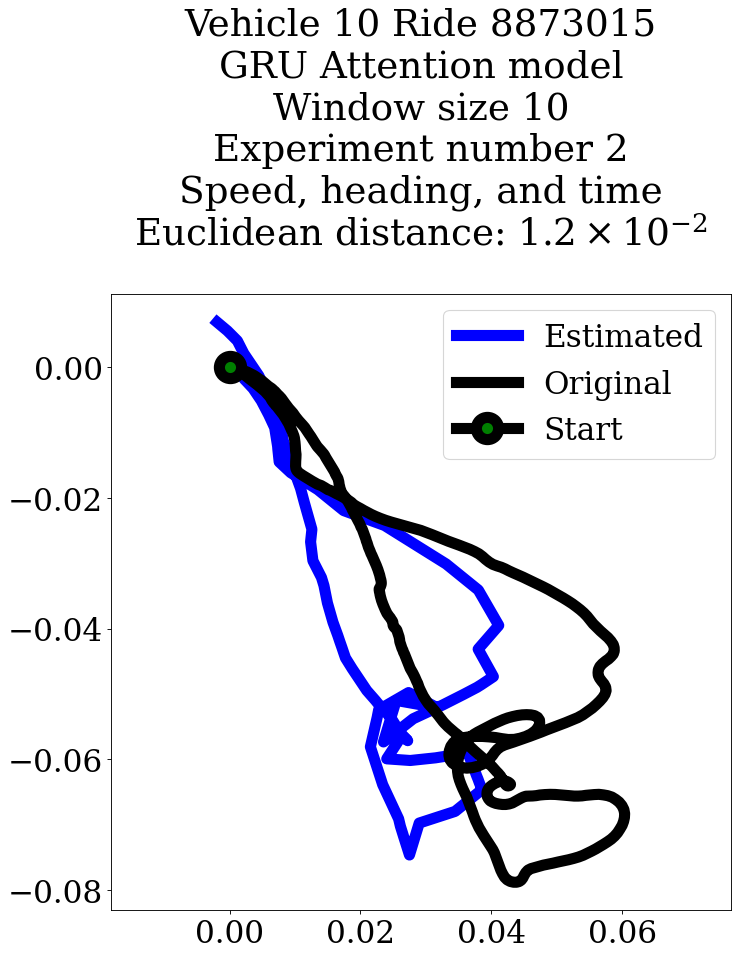 Vehicle 10 Ride 8873015
GRU Attention model
Window size 10
Experiment number 2
Speed, heading, and time
Euclidean distance: 1.2 × 10⁻²
Estimated
Original
Start
0.00
−0.02
−0.04
−0.06
−0.08
0.00 0.02 0.04 0.06